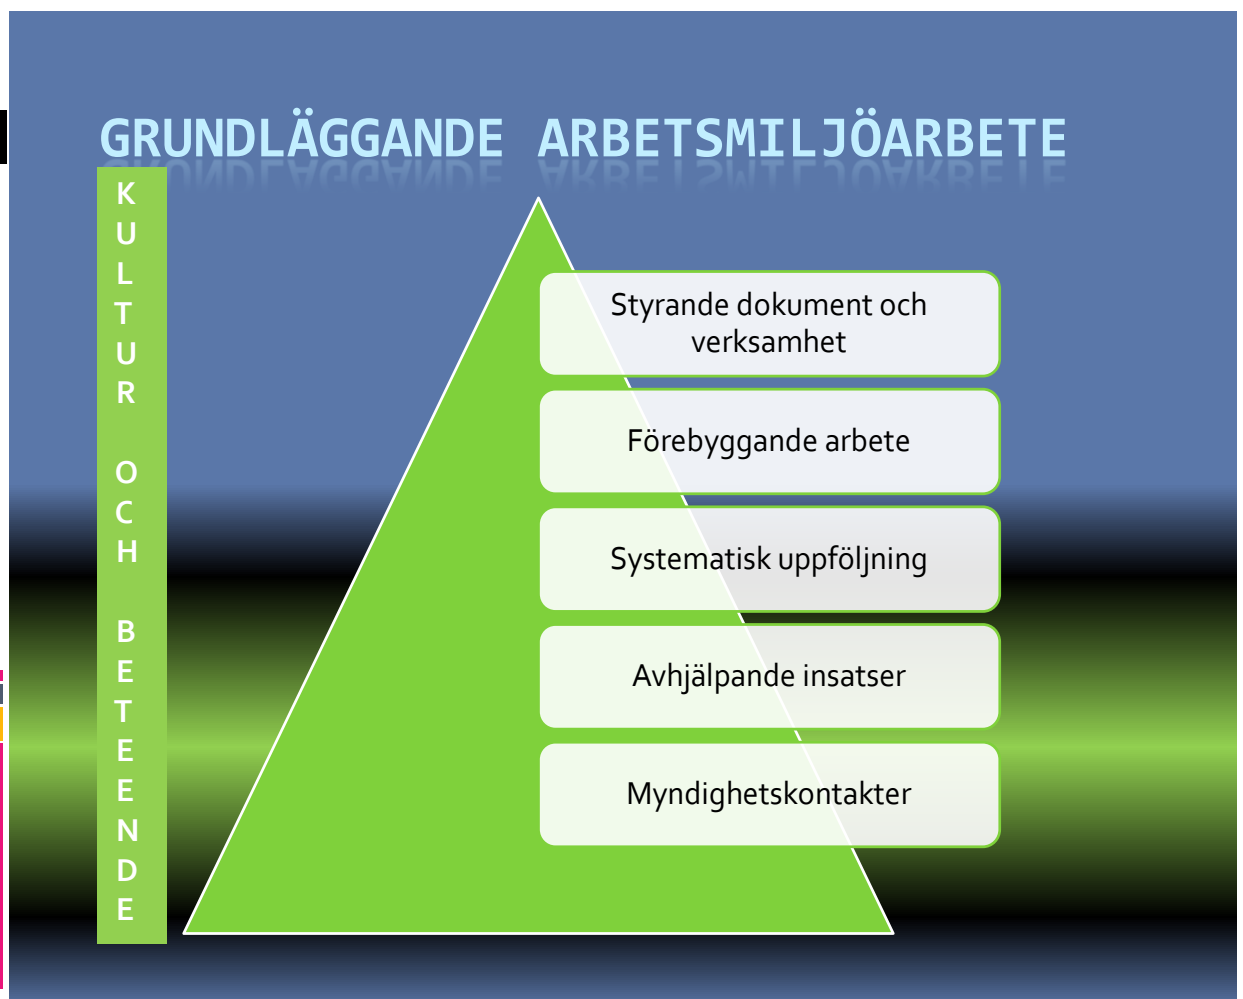 GRUNDLÄGGANDE ARBETSMILJÖARBETE
K
U
L
T
U
R
O
C
H
B
E
T
E
E
N
D
E
Styrande dokument och
verksamhet
Förebyggande arbete
Systematisk uppföljning
Avhjälpande insatser
Myndighetskontakter